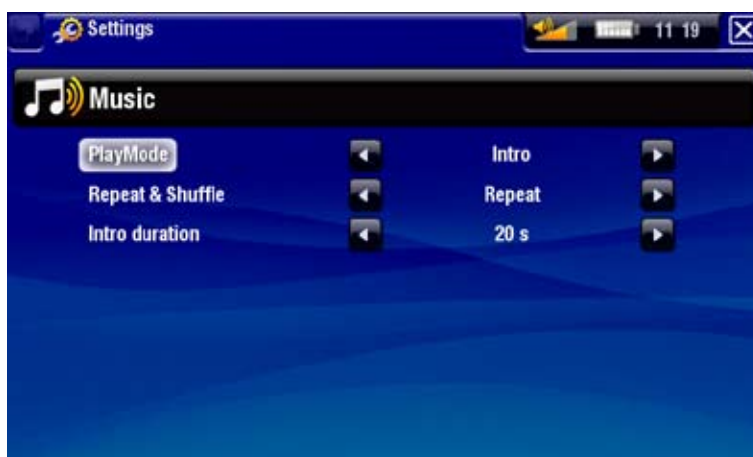 Settings
11 19
Music
PlayMode Intro
Repeat & Shuffle Repeat
Intro duration 20 s